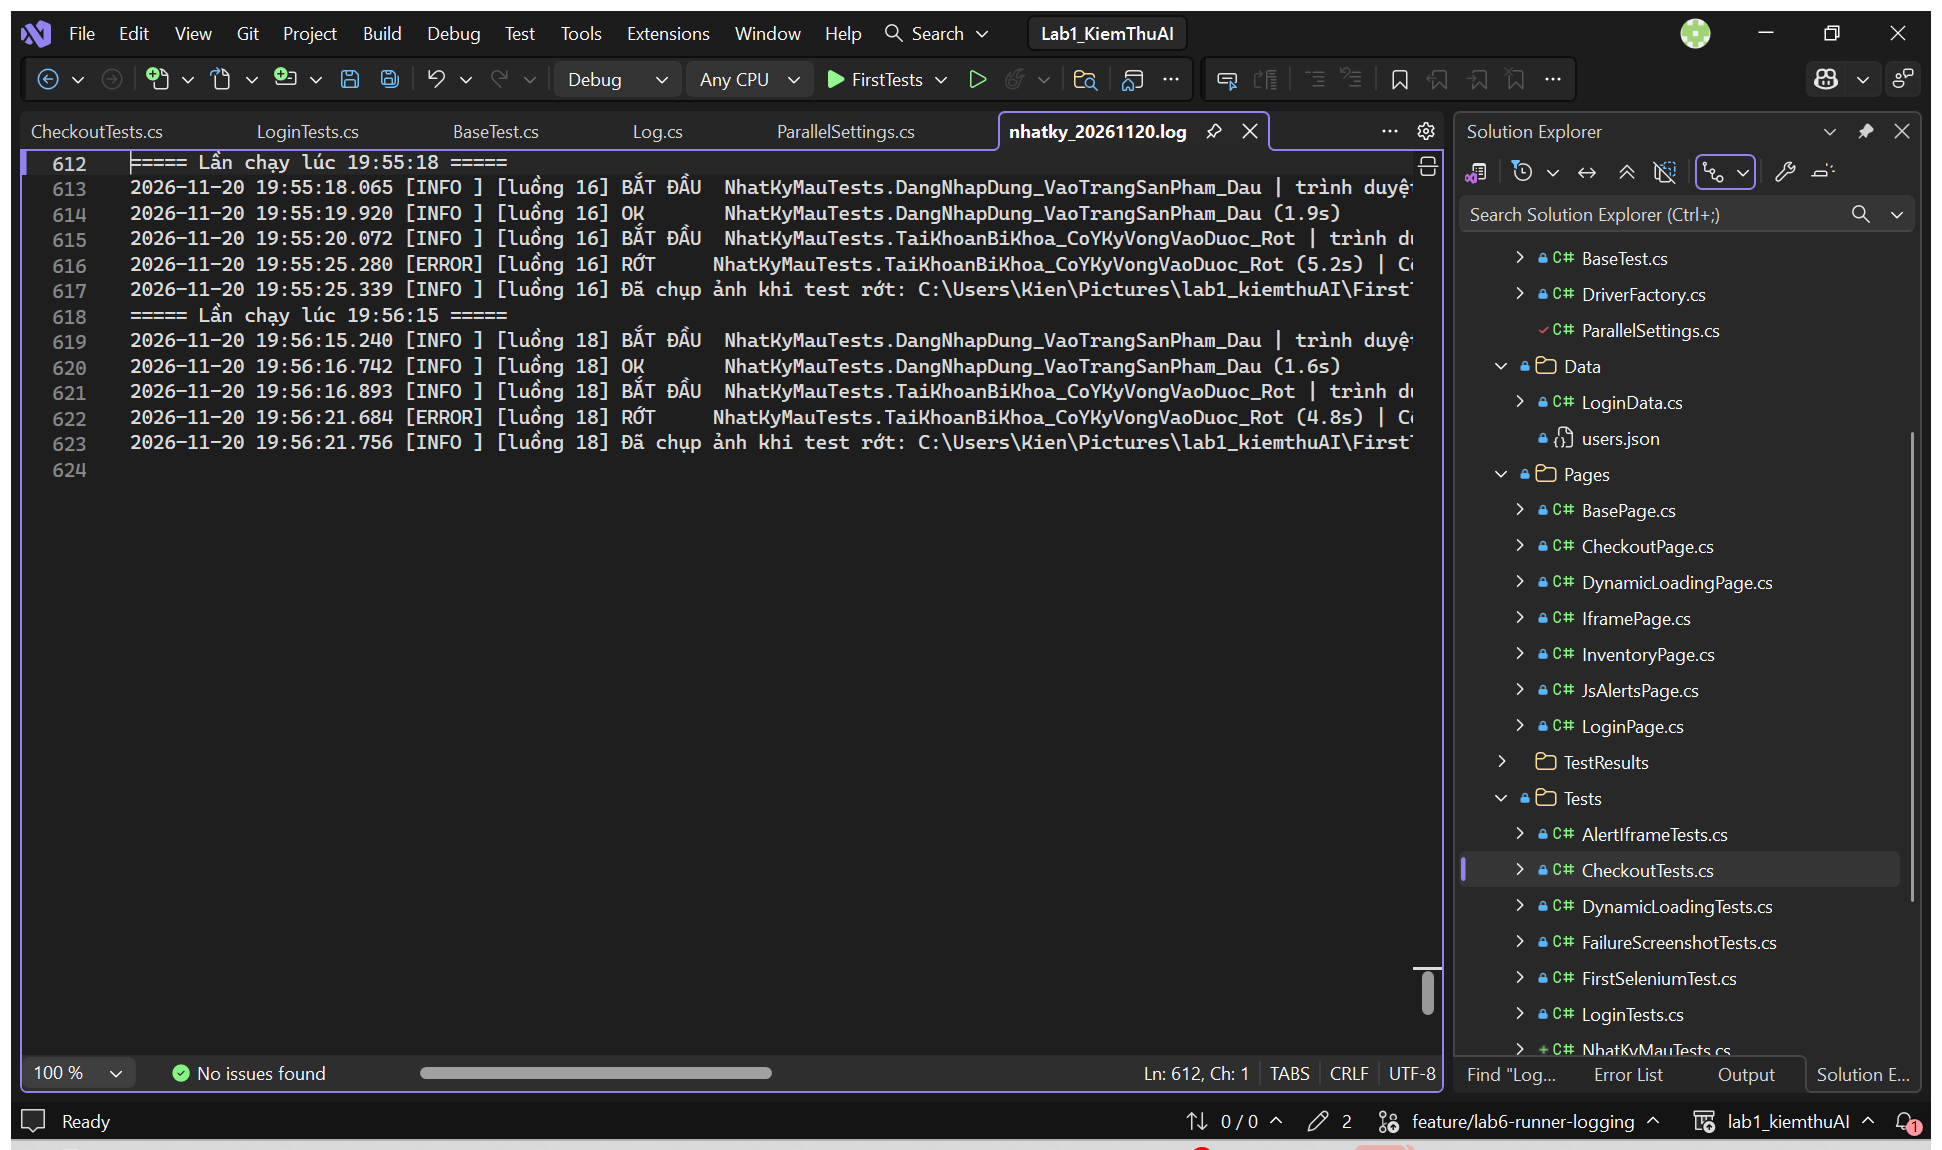 File Edit View Git Project Build Debug Test Tools Extensions Window Help Search Lab1_KiemThuAI
Debug Any CPU FirstTests
CheckoutTests.cs LoginTests.cs BaseTest.cs Log.cs ParallelSettings.cs nhatky_20261120.log
612 ===== Lần chạy lúc 19:55:18 =====
613 2026-11-20 19:55:18.065 [INFO ] [luồng 16] BẮT ĐẦU NhatKyMauTests.DangNhapDung_VaoTrangSanPham_Dau | trình duyệt
614 2026-11-20 19:55:19.920 [INFO ] [luồng 16] OK NhatKyMauTests.DangNhapDung_VaoTrangSanPham_Dau (1.9s)
615 2026-11-20 19:55:20.072 [INFO ] [luồng 16] BẮT ĐẦU NhatKyMauTests.TaiKhoanBiKhoa_CoYKyVongVaoDuoc_Rot | trình
616 2026-11-20 19:55:25.280 [ERROR] [luồng 16] RỚT NhatKyMauTests.TaiKhoanBiKhoa_CoYKyVongVaoDuoc_Rot (5.2s) |
617 2026-11-20 19:55:25.339 [INFO ] [luồng 16] Đã chụp ảnh khi test rớt: C:\Users\Kien\Pictures\lab1_kiemthuAI\First
618 ===== Lần chạy lúc 19:56:15 =====
619 2026-11-20 19:56:15.240 [INFO ] [luồng 18] BẮT ĐẦU NhatKyMauTests.DangNhapDung_VaoTrangSanPham_Dau | trình duyệt
620 2026-11-20 19:56:16.742 [INFO ] [luồng 18] OK NhatKyMauTests.DangNhapDung_VaoTrangSanPham_Dau (1.6s)
621 2026-11-20 19:56:16.893 [INFO ] [luồng 18] BẮT ĐẦU NhatKyMauTests.TaiKhoanBiKhoa_CoYKyVongVaoDuoc_Rot | trình
622 2026-11-20 19:56:21.684 [ERROR] [luồng 18] RỚT NhatKyMauTests.TaiKhoanBiKhoa_CoYKyVongVaoDuoc_Rot (4.8s) |
623 2026-11-20 19:56:21.756 [INFO ] [luồng 18] Đã chụp ảnh khi test rớt: C:\Users\Kien\Pictures\lab1_kiemthuAI\First
624
100 % No issues found Ln: 612, Ch: 1 TABS CRLF UTF-8
Solution Explorer
Search Solution Explorer (Ctrl+;)
C# BaseTest.cs
C# DriverFactory.cs
C# ParallelSettings.cs
Data
C# LoginData.cs
{} users.json
Pages
C# BasePage.cs
C# CheckoutPage.cs
C# DynamicLoadingPage.cs
C# IframePage.cs
C# InventoryPage.cs
C# JsAlertsPage.cs
C# LoginPage.cs
TestResults
Tests
C# AlertIframeTests.cs
C# CheckoutTests.cs
C# DynamicLoadingTests.cs
C# FailureScreenshotTests.cs
C# FirstSeleniumTest.cs
C# LoginTests.cs
C# NhatKyMauTests.cs
Find "Log... Error List Output Solution E...
Ready 0 / 0 2 feature/lab6-runner-logging lab1_kiemthuAI 1